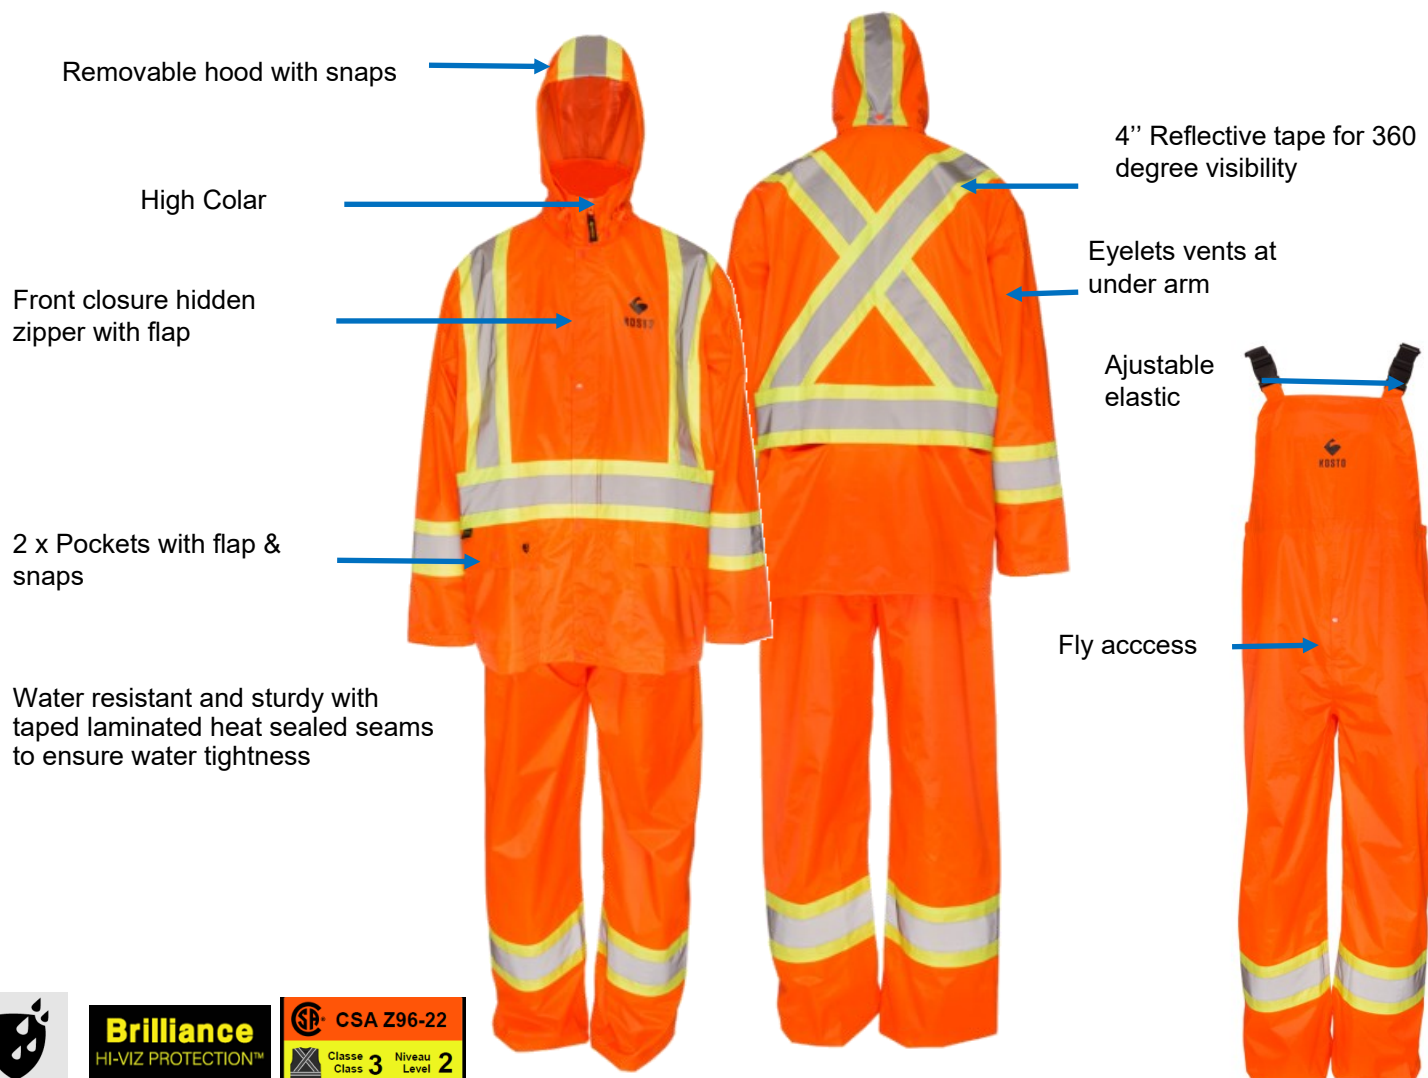 Removable hood with snaps
High Colar
Front closure hidden
zipper with flap
2 x Pockets with flap &
snaps
Water resistant and sturdy with
taped laminated heat sealed seams
to ensure water tightness
4’’ Reflective tape for 360
degree visibility
Eyelets vents at
under arm
Ajustable
elastic
Fly acccess
KOSTO
KOSTO
Brilliance
HI-VIZ PROTECTION™
CSA Z96-22
Classe Class 3 Niveau Level 2